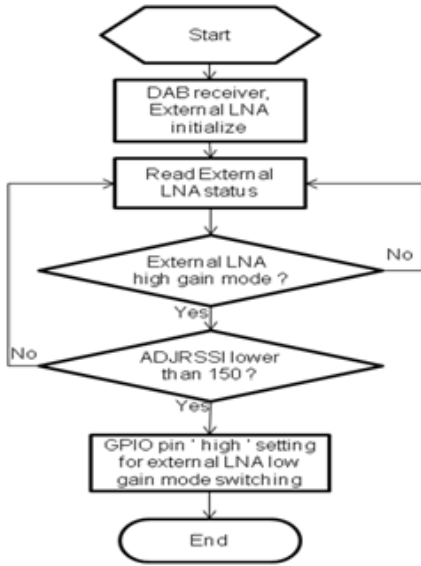 Start
DAB receiver,
External LNA
initialize
Read External
LNA status
External LNA
high gain mode ?
No
Yes
ADJRSSI lower
than 150 ?
No
Yes
GPIO pin ' high ' setting
for external LNA low
gain mode switching
End